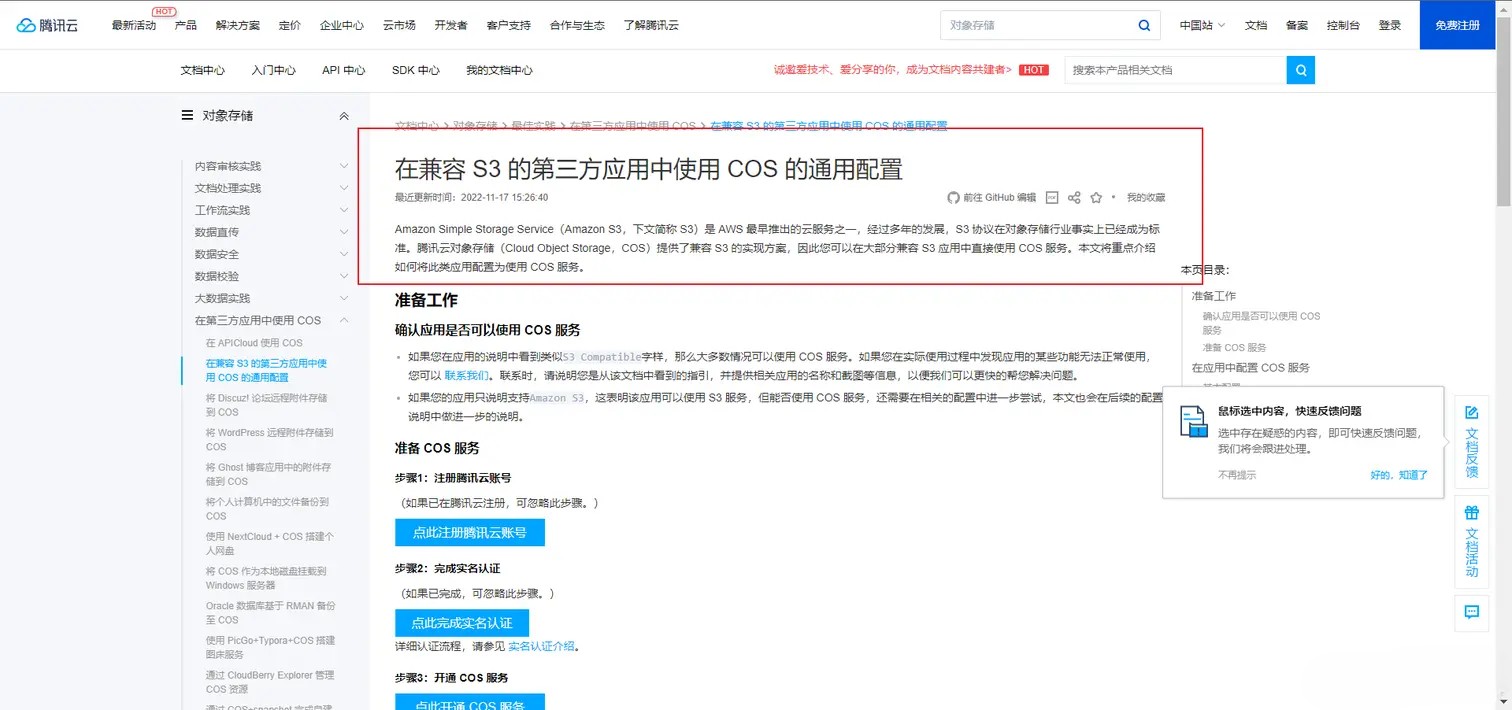 腾讯云
最新活动
HOT
产品
解决方案
定价
企业中心
云市场
开发者
客户支持
合作与生态
了解腾讯云
对象存储
中国站
文档
备案
控制台
登录
免费注册
文档中心
入门中心
API 中心
SDK 中心
我的文档中心
诚邀爱技术、爱分享的你，成为文档内容共建者>
HOT
搜索本产品相关文档
对象存储
内容审核实践
文档处理实践
工作流实践
数据直传
数据安全
数据校验
大数据实践
在第三方应用中使用 COS
在 APICloud 使用 COS
在兼容 S3 的第三方应用中使
用 COS 的通用配置
将 Discuz! 论坛远程附件存储
到 COS
将 WordPress 远程附件存储到
COS
将 Ghost 博客应用中的附件存
储到 COS
将个人计算机中的文件备份到
COS
使用 NextCloud + COS 搭建个
人网盘
将 COS 作为本地磁盘挂载到
Windows 服务器
Oracle 数据库基于 RMAN 备份
至 COS
使用 PicGo+Typora+COS 搭建
图床服务
通过 CloudBerry Explorer 管理
COS 资源
文档中心 > 对象存储 > 最佳实践 > 在第三方应用中使用 COS > 在兼容 S3 的第三方应用中使用 COS 的通用配置
在兼容 S3 的第三方应用中使用 COS 的通用配置
最近更新时间：2022-11-17 15:26:40
前往 GitHub 编辑
我的收藏
Amazon Simple Storage Service（Amazon S3，下文简称 S3）是 AWS 最早推出的云服务之一，经过多年的发展，S3 协议在对象存储行业事实上已经成为标
准。腾讯云对象存储（Cloud Object Storage，COS）提供了兼容 S3 的实现方案，因此您可以在大部分兼容 S3 应用中直接使用 COS 服务。本文将重点介绍
如何将此类应用配置为使用 COS 服务。
准备工作
确认应用是否可以使用 COS 服务
• 如果您在应用的说明中看到类似S3 Compatible字样，那么大多数情况可以使用 COS 服务。如果您在实际使用过程中发现应用的某些功能无法正常使用，
您可以 联系我们。联系时，请说明您是从该文档中看到的指引，并提供相关应用的名称和截图等信息，以便我们可以更快的帮您解决问题。
• 如果您的应用只说明支持Amazon S3，这表明该应用可以使用 S3 服务，但能否使用 COS 服务，还需要在相关的配置中进一步尝试，本文也会在后续的配置
说明中做进一步的说明。
准备 COS 服务
步骤1：注册腾讯云账号
（如果已在腾讯云注册，可忽略此步骤。）
点此注册腾讯云账号
步骤2：完成实名认证
（如果已完成，可忽略此步骤。）
点此完成实名认证
详细认证流程，请参见 实名认证介绍。
步骤3：开通 COS 服务
点此开通 COS 服务
本页目录：
准备工作
确认应用是否可以使用 COS
服务
准备 COS 服务
在应用中配置 COS 服务
鼠标选中内容，快速反馈问题
选中存在疑惑的内容，即可快速反馈问题，
我们将会跟进处理。
不再提示
好的，知道了
文档反馈
文档活动